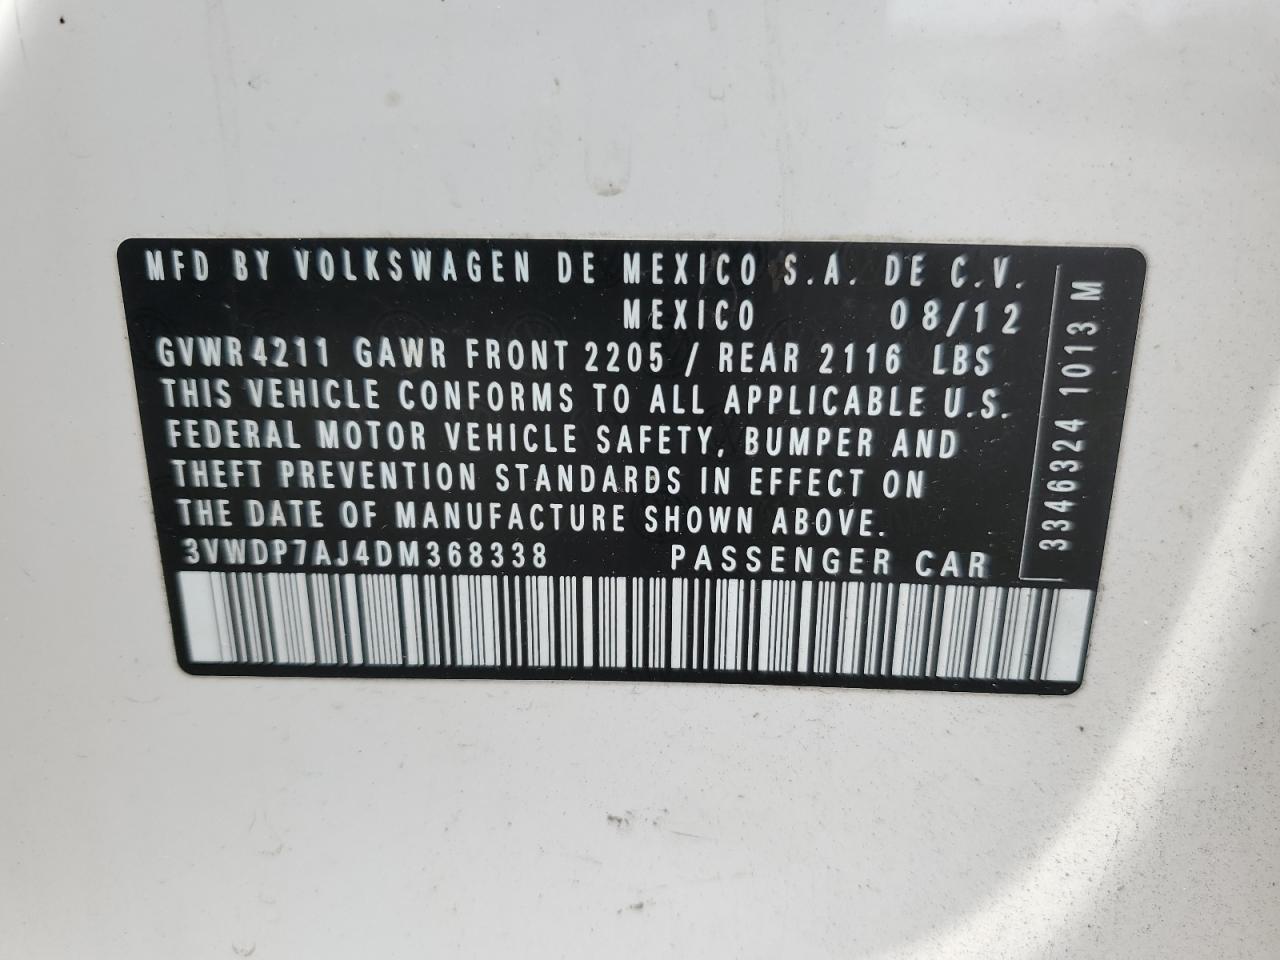 MFD BY VOLKSWAGEN DE MEXICO S.A. DE C.V.
MEXICO 08/12
GVWR 4211 GAWR FRONT 2205 / REAR 2116 LBS
THIS VEHICLE CONFORMS TO ALL APPLICABLE U.S.
FEDERAL MOTOR VEHICLE SAFETY, BUMPER AND
THEFT PREVENTION STANDARDS IN EFFECT ON
THE DATE OF MANUFACTURE SHOWN ABOVE.
3VWDP7AJ4DM368338 PASSENGER CAR
3346324 1013 M